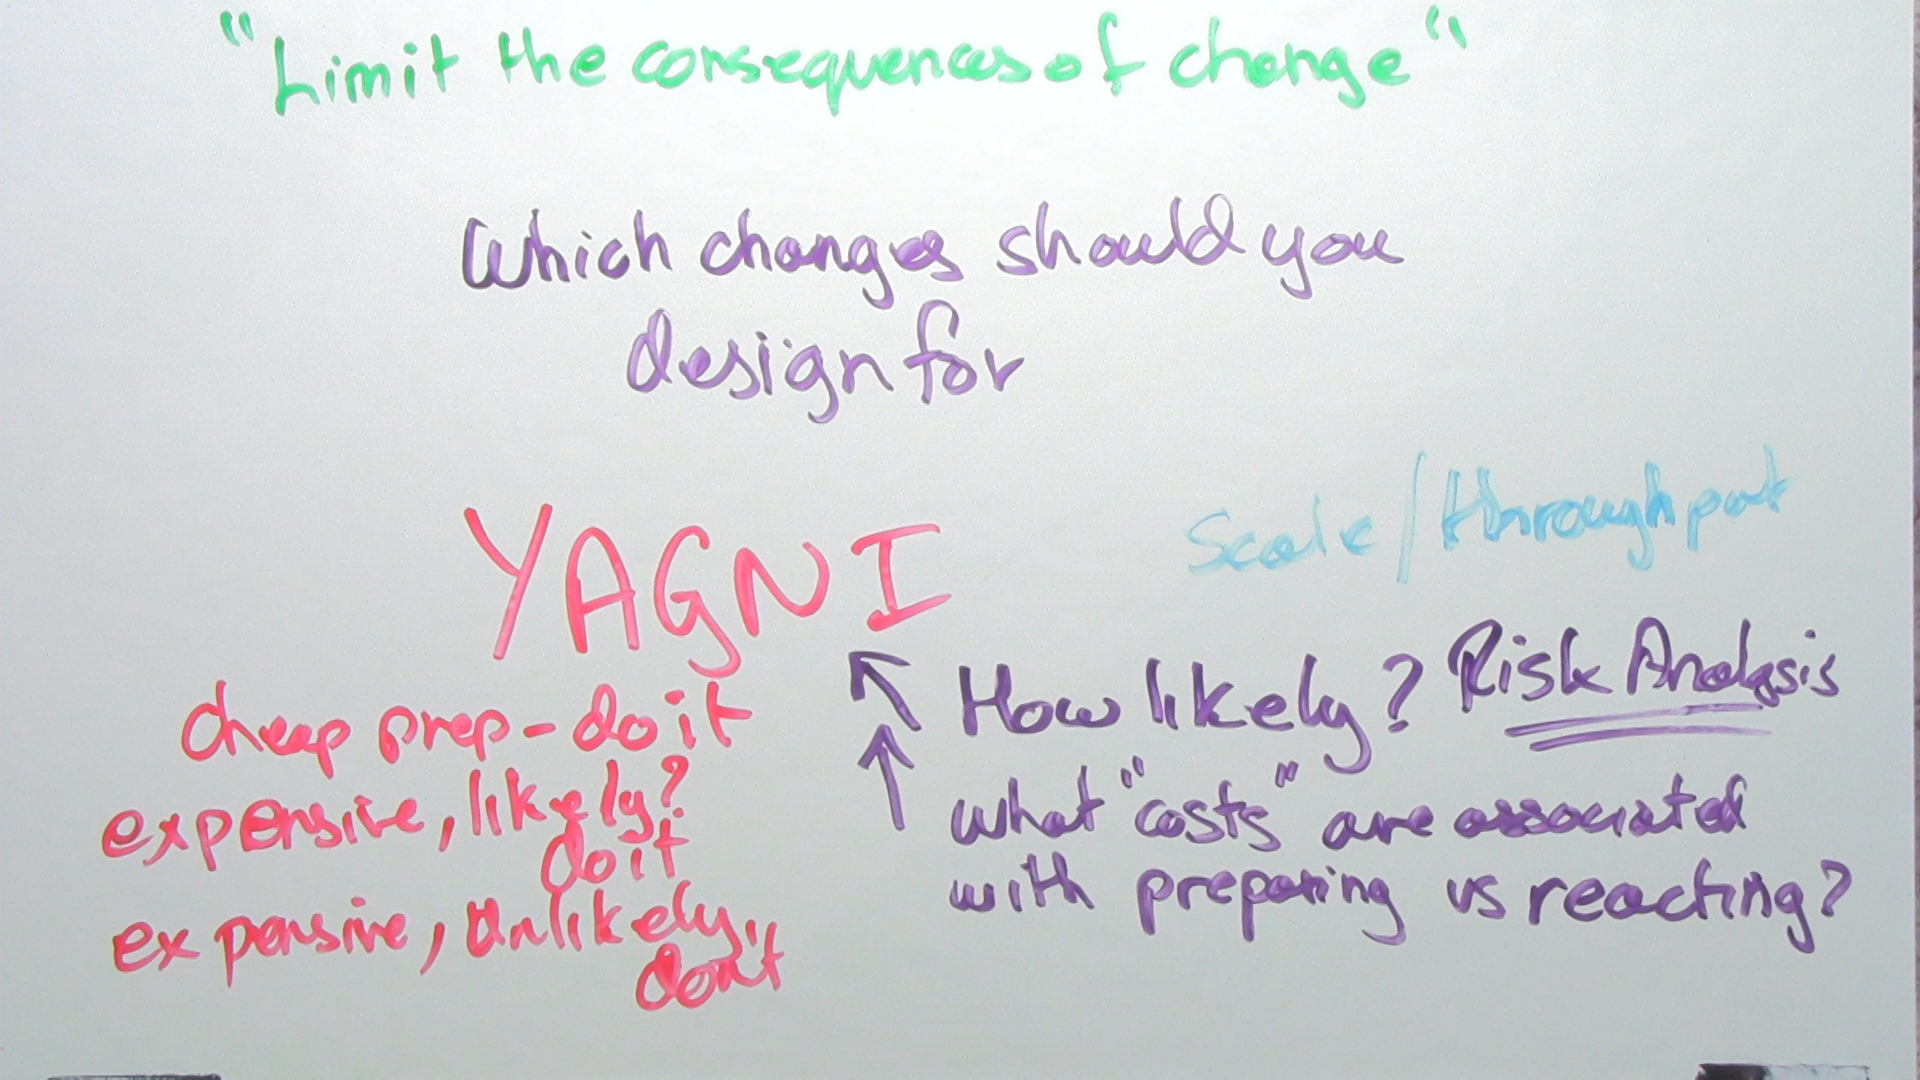 "Limit the consequences of change"
Which changes should you
design for
YAGNI
Scale/throughput
cheap prep - do it
expensive, likely?
do it
expensive, unlikely,
don't
How likely? Risk Analysis
what "costs" are associated
with preparing vs reacting?